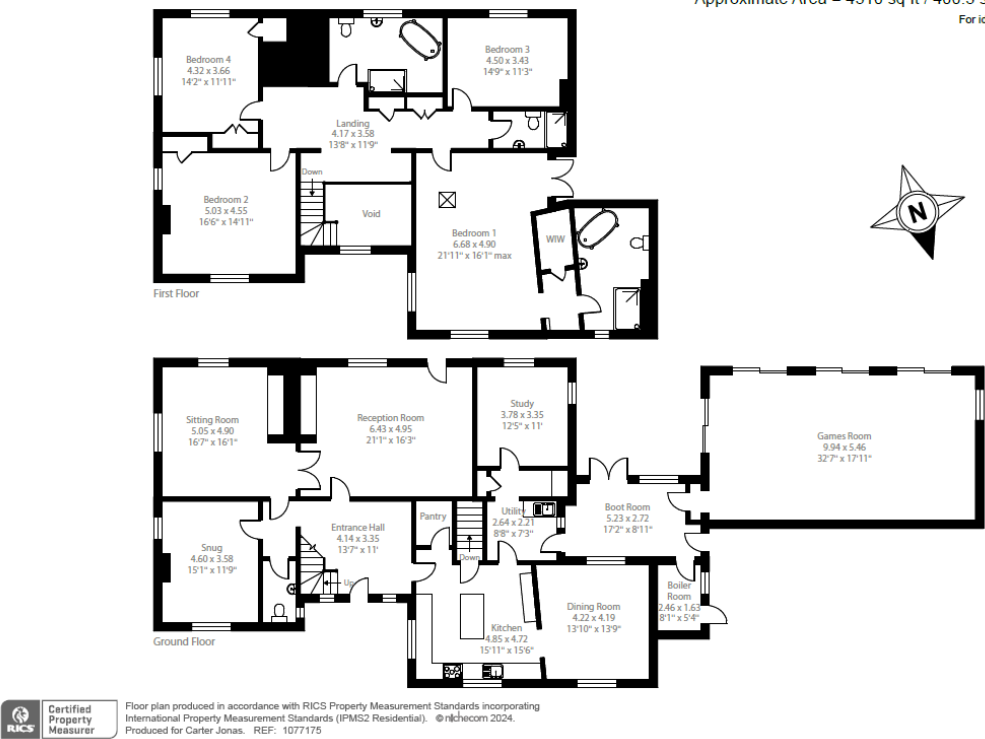 For id
Bedroom 4
4.32 x 3.66
14'2" x 11'11"
Bedroom 3
4.50 x 3.43
14'9" x 11'3"
Landing
4.17 x 3.58
13'8" x 11'9"
Down
Bedroom 2
5.03 x 4.55
16'6" x 14'11"
Void
Bedroom 1
6.68 x 4.90
21'11" x 16'1" max
WIW
N
First Floor
Sitting Room
5.05 x 4.90
16'7" x 16'1"
Reception Room
6.43 x 4.95
21'1" x 16'3"
Study
3.78 x 3.35
12'5" x 11'
Games Room
9.94 x 5.46
32'7" x 17'11"
Snug
4.60 x 3.58
15'1" x 11'9"
Entrance Hall
4.14 x 3.35
13'7" x 11'
Up
Pantry
Down
Utility
2.64 x 2.21
8'8" x 7'3"
Boot Room
5.23 x 2.72
17'2" x 8'11"
Boiler
Room
2.46 x 1.63
8'1" x 5'4"
Kitchen
4.85 x 4.72
15'11" x 15'6"
Dining Room
4.22 x 4.19
13'10" x 13'9"
Ground Floor
RICS
Certified
Property
Measurer
Floor plan produced in accordance with RICS Property Measurement Standards incorporating
International Property Measurement Standards (IPMS2 Residential). © nichecom 2024.
Produced for Carter Jonas. REF: 1077175